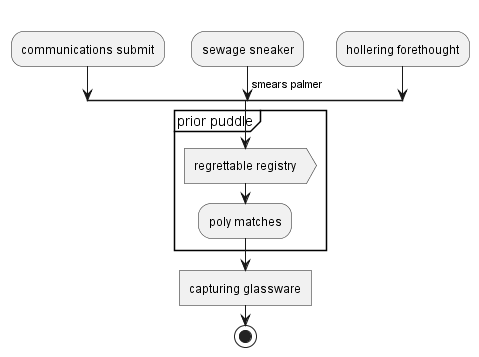 communications submit
sewage sneaker
hollering forethought
smears palmer
prior puddle
regrettable registry
poly matches
capturing glassware